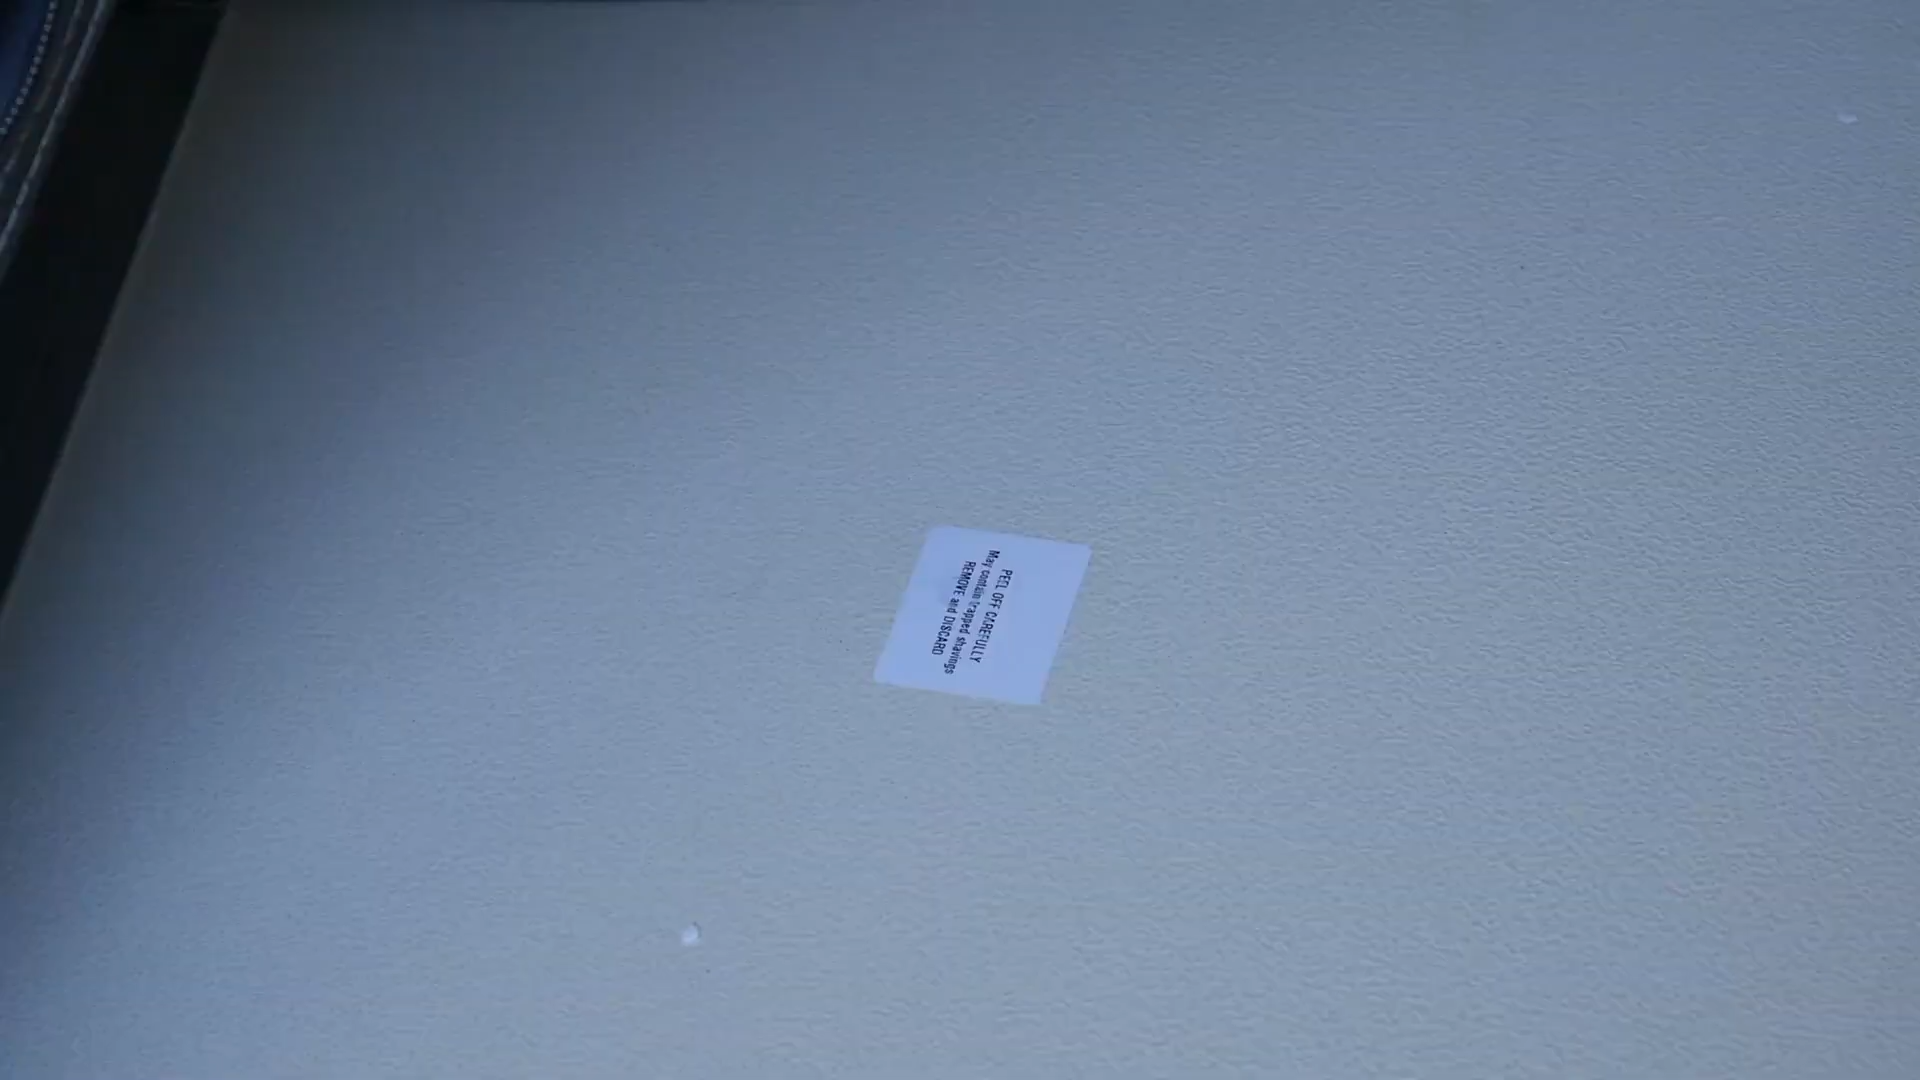 PEEL OFF CAREFULLY
May contain trapped shavings
REMOVE and DISCARD